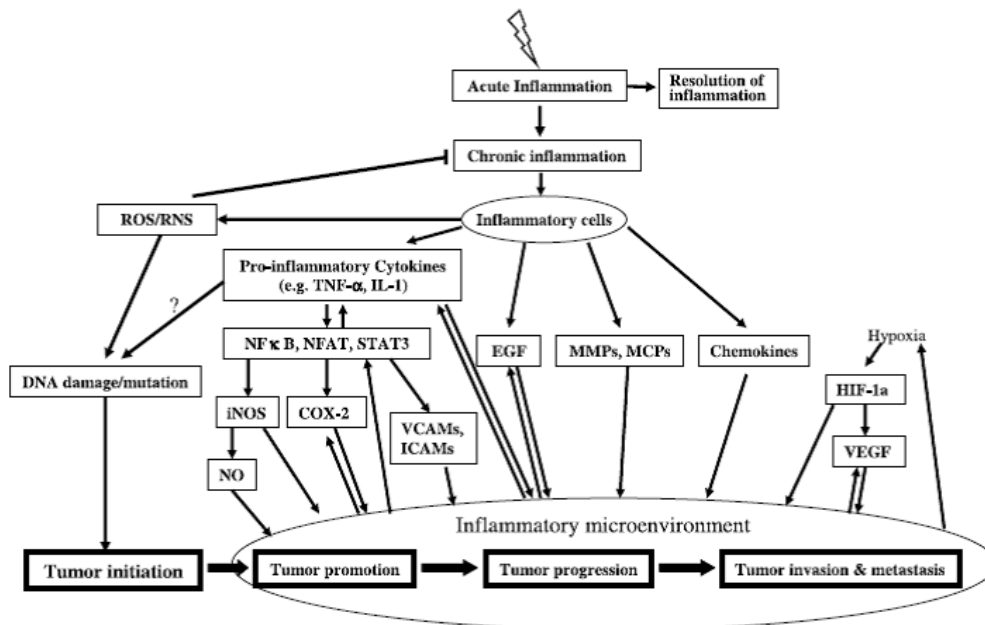 Acute Inflammation
Resolution of
inflammation
Chronic inflammation
ROS/RNS
Inflammatory cells
Pro-inflammatory Cytokines
(e.g. TNF-α, IL-1)
?
NFκB, NFAT, STAT3
EGF
MMPs, MCPs
Chemokines
Hypoxia
DNA damage/mutation
HIF-1a
iNOS
COX-2
VCAMs,
ICAMs
VEGF
NO
Inflammatory microenvironment
Tumor initiation
Tumor promotion
Tumor progression
Tumor invasion & metastasis